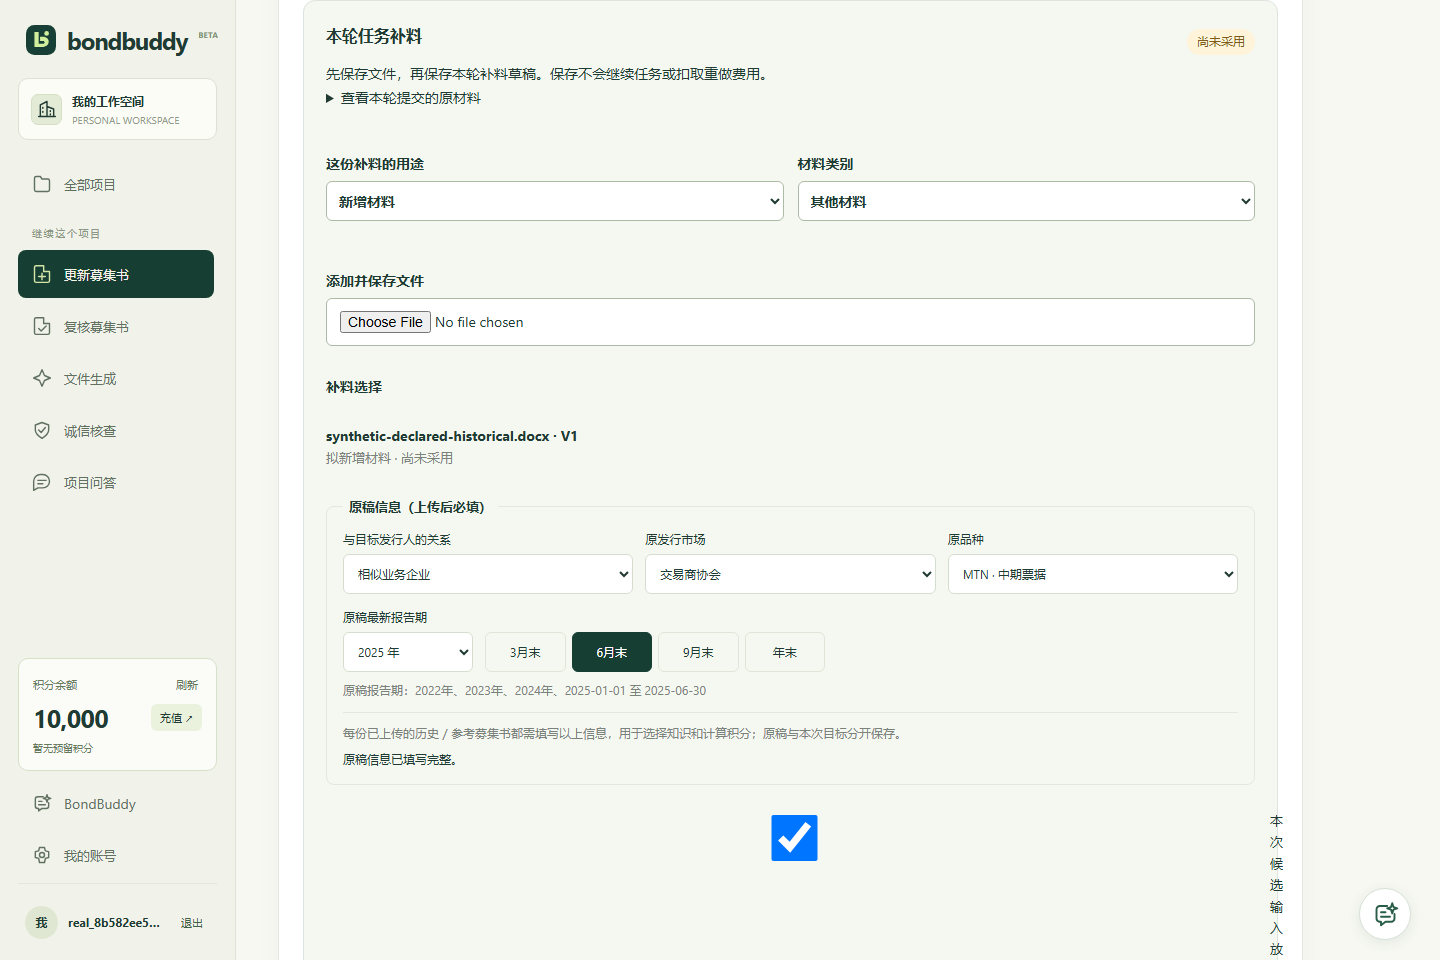 bondbuddy BETA
我的工作空间
PERSONAL WORKSPACE
全部项目
继续这个项目
更新募集书
复核募集书
文件生成
诚信核查
项目问答
积分余额 刷新
10,000 充值 ↗
暂无预留积分
BondBuddy
我的账号
我 real_8b582ee5... 退出
本轮任务补料
尚未采用
先保存文件，再保存本轮补料草稿。保存不会继续任务或扣取重做费用。
▶ 查看本轮提交的原材料
这份补料的用途 材料类别
新增材料 其他材料
添加并保存文件
Choose File No file chosen
补料选择
synthetic-declared-historical.docx · V1
拟新增材料 · 尚未采用
原稿信息（上传后必填）
与目标发行人的关系 原发行市场 原品种
相似业务企业 交易商协会 MTN · 中期票据
原稿最新报告期
2025 年 3月末 6月末 9月末 年末
原稿报告期：2022年、2023年、2024年、2025-01-01 至 2025-06-30
每份已上传的历史 / 参考募集书都需填写以上信息，用于选择知识和计算积分；原稿与本次目标分开保存。
原稿信息已填写完整。
本
次
候
选
输
入
放